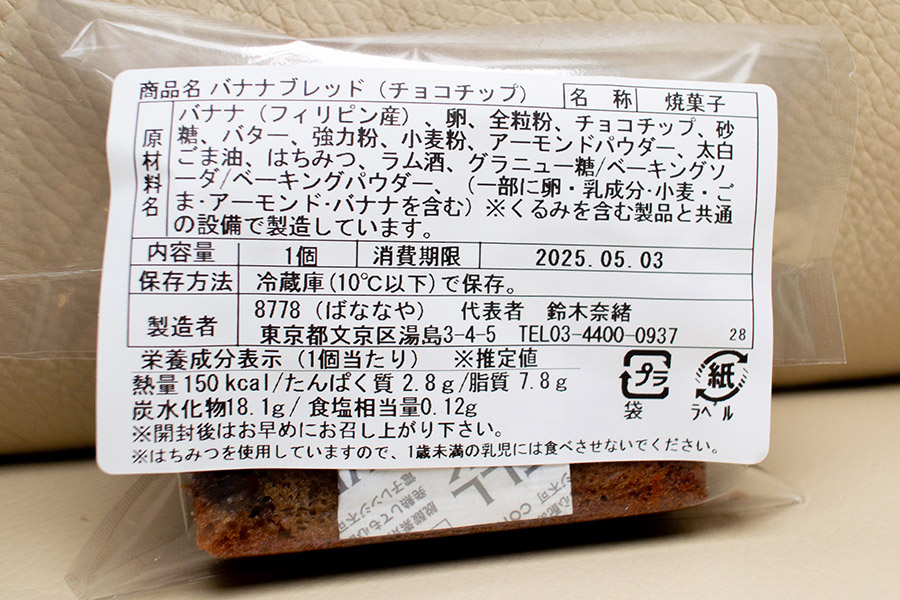 商品名 バナナブレッド（チョコチップ） 名 称 焼菓子
原材料名
バナナ（フィリピン産）、卵、全粒粉、チョコチップ、砂
糖、バター、強力粉、小麦粉、アーモンドパウダー、太白
ごま油、はちみつ、ラム酒、グラニュー糖/ベーキングソ
ーダ/ベーキングパウダー、（一部に卵・乳成分・小麦・ご
ま・アーモンド・バナナを含む）※くるみを含む製品と共通
の設備で製造しています。
内容量 1個 消費期限 2025.05.03
保存方法 冷蔵庫(10℃以下)で保存。
製造者 8778（ばななや） 代表者 鈴木奈緒
東京都文京区湯島3-4-5 TEL03-4400-0937 28
栄養成分表示（1個当たり） ※推定値
熱量150kcal/たんぱく質 2.8g/脂質 7.8g
炭水化物18.1g/食塩相当量0.12g
※開封後はお早めにお召し上がり下さい。
※はちみつを使用していますので、1歳未満の乳児には食べさせないでください。
プラ
袋
紙
ラベル
脱酸素
発熱しても心
電子レンジ不可